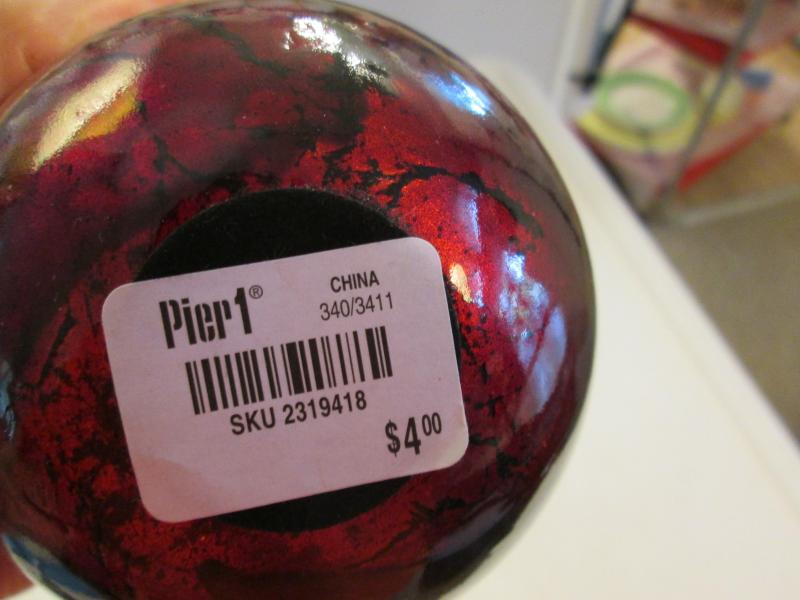 Pier1® CHINA
340/3411
SKU 2319418
$4.00